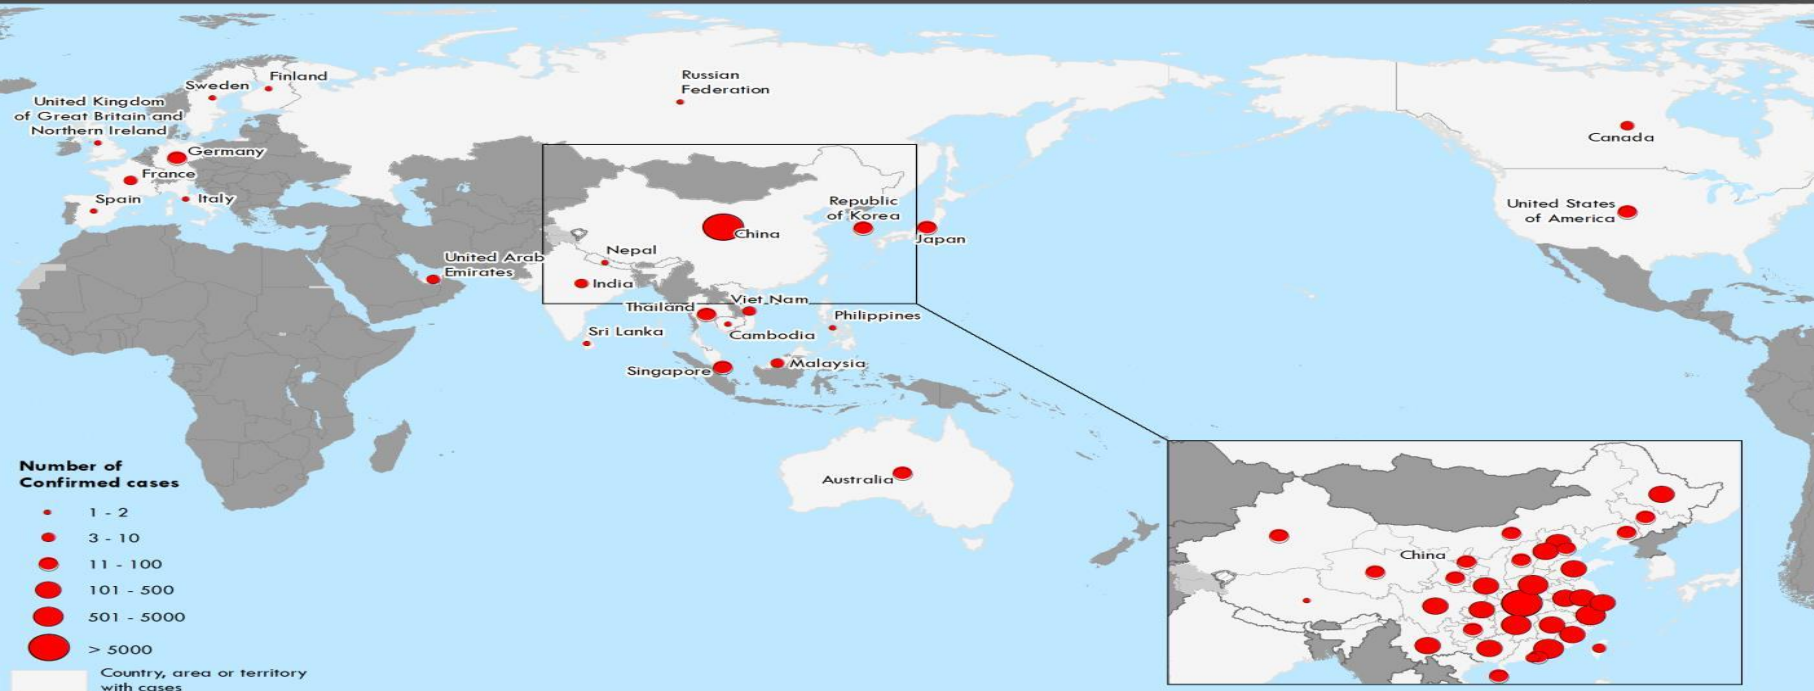 Finland
Sweden
Russian
Federation
United Kingdom
of Great Britain and
Northern Ireland
Canada
Germany
France
Spain
Italy
Republic
of Korea
United States
of America
China
Japan
Nepal
United Arab
Emirates
India
Thailand
Viet Nam
Philippines
Sri Lanka
Cambodia
Singapore
Malaysia
Australia
Number of
Confirmed cases
1 - 2
3 - 10
11 - 100
101 - 500
501 - 5000
> 5000
Country, area or territory
with cases
China